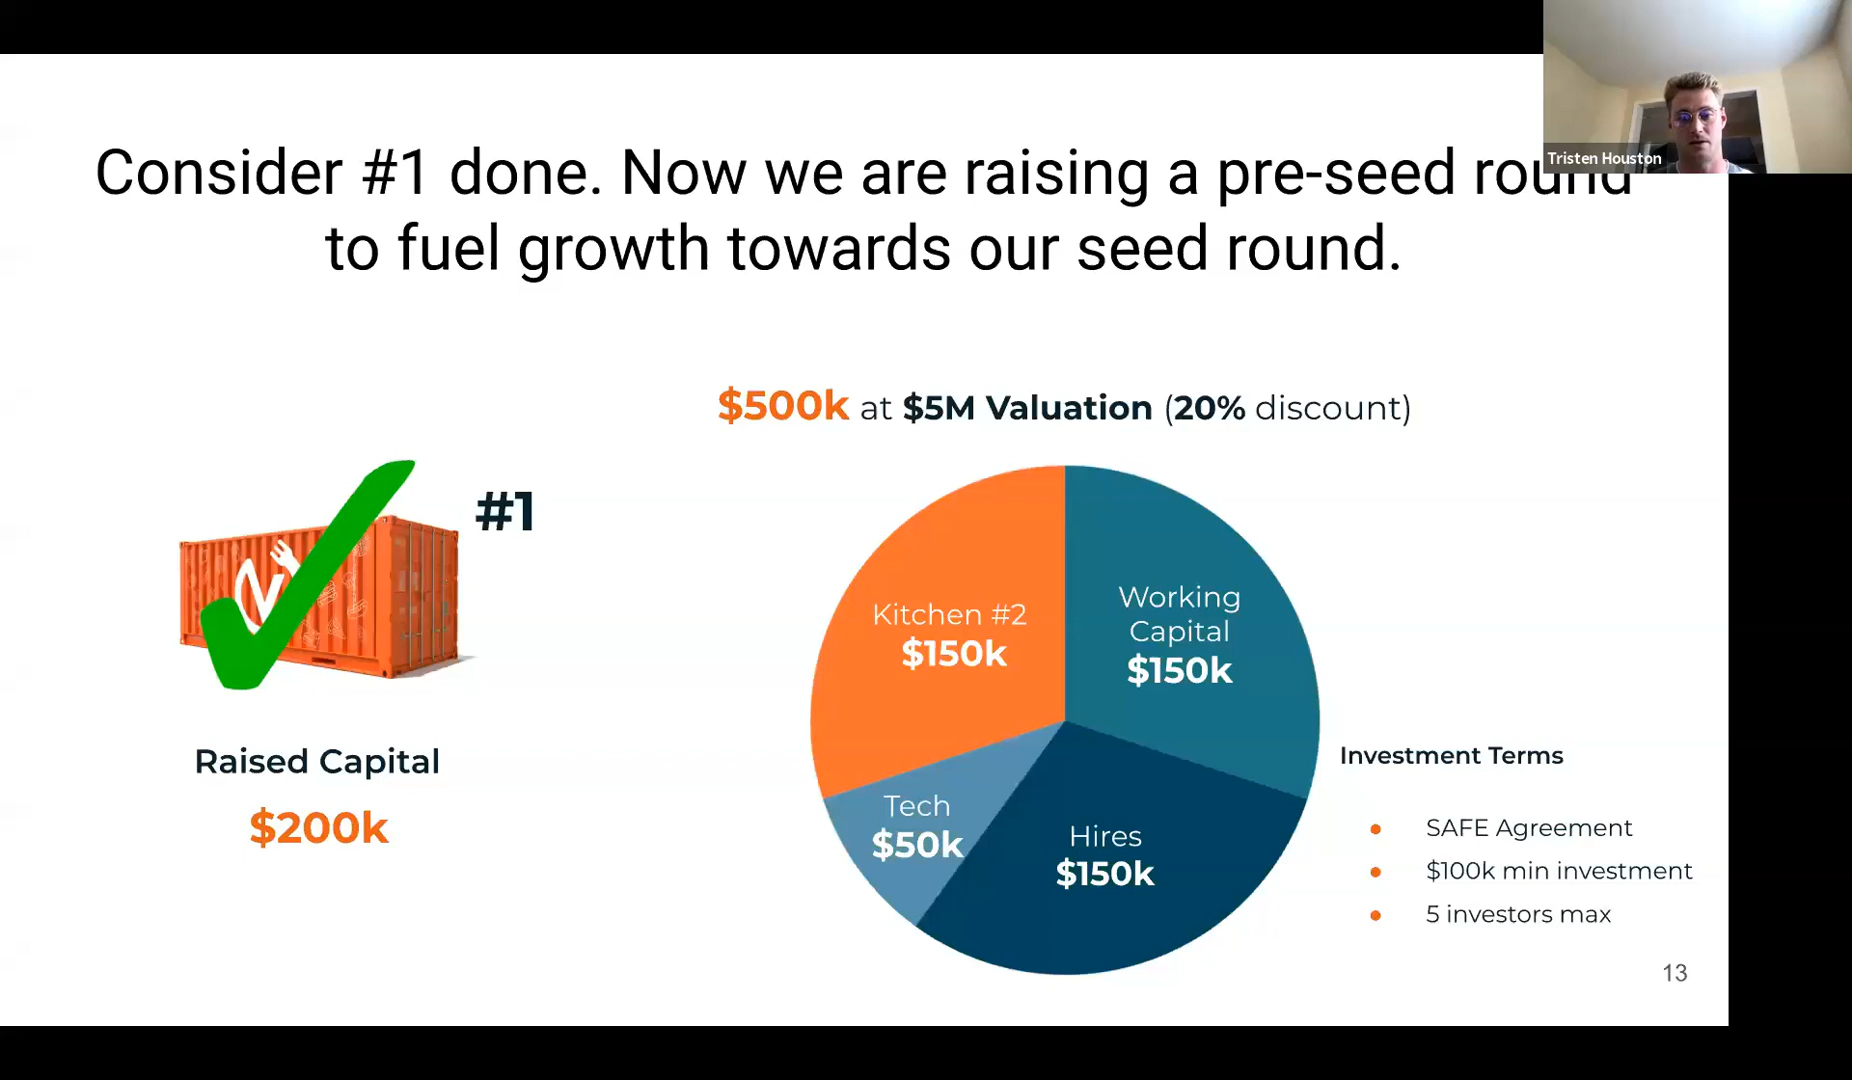 Tristen Houston
Consider #1 done. Now we are raising a pre-seed round
to fuel growth towards our seed round.
$500k at $5M Valuation (20% discount)
#1
Raised Capital
$200k
Kitchen #2
$150k
Working
Capital
$150k
Tech
$50k
Hires
$150k
Investment Terms
● SAFE Agreement
● $100k min investment
● 5 investors max
13